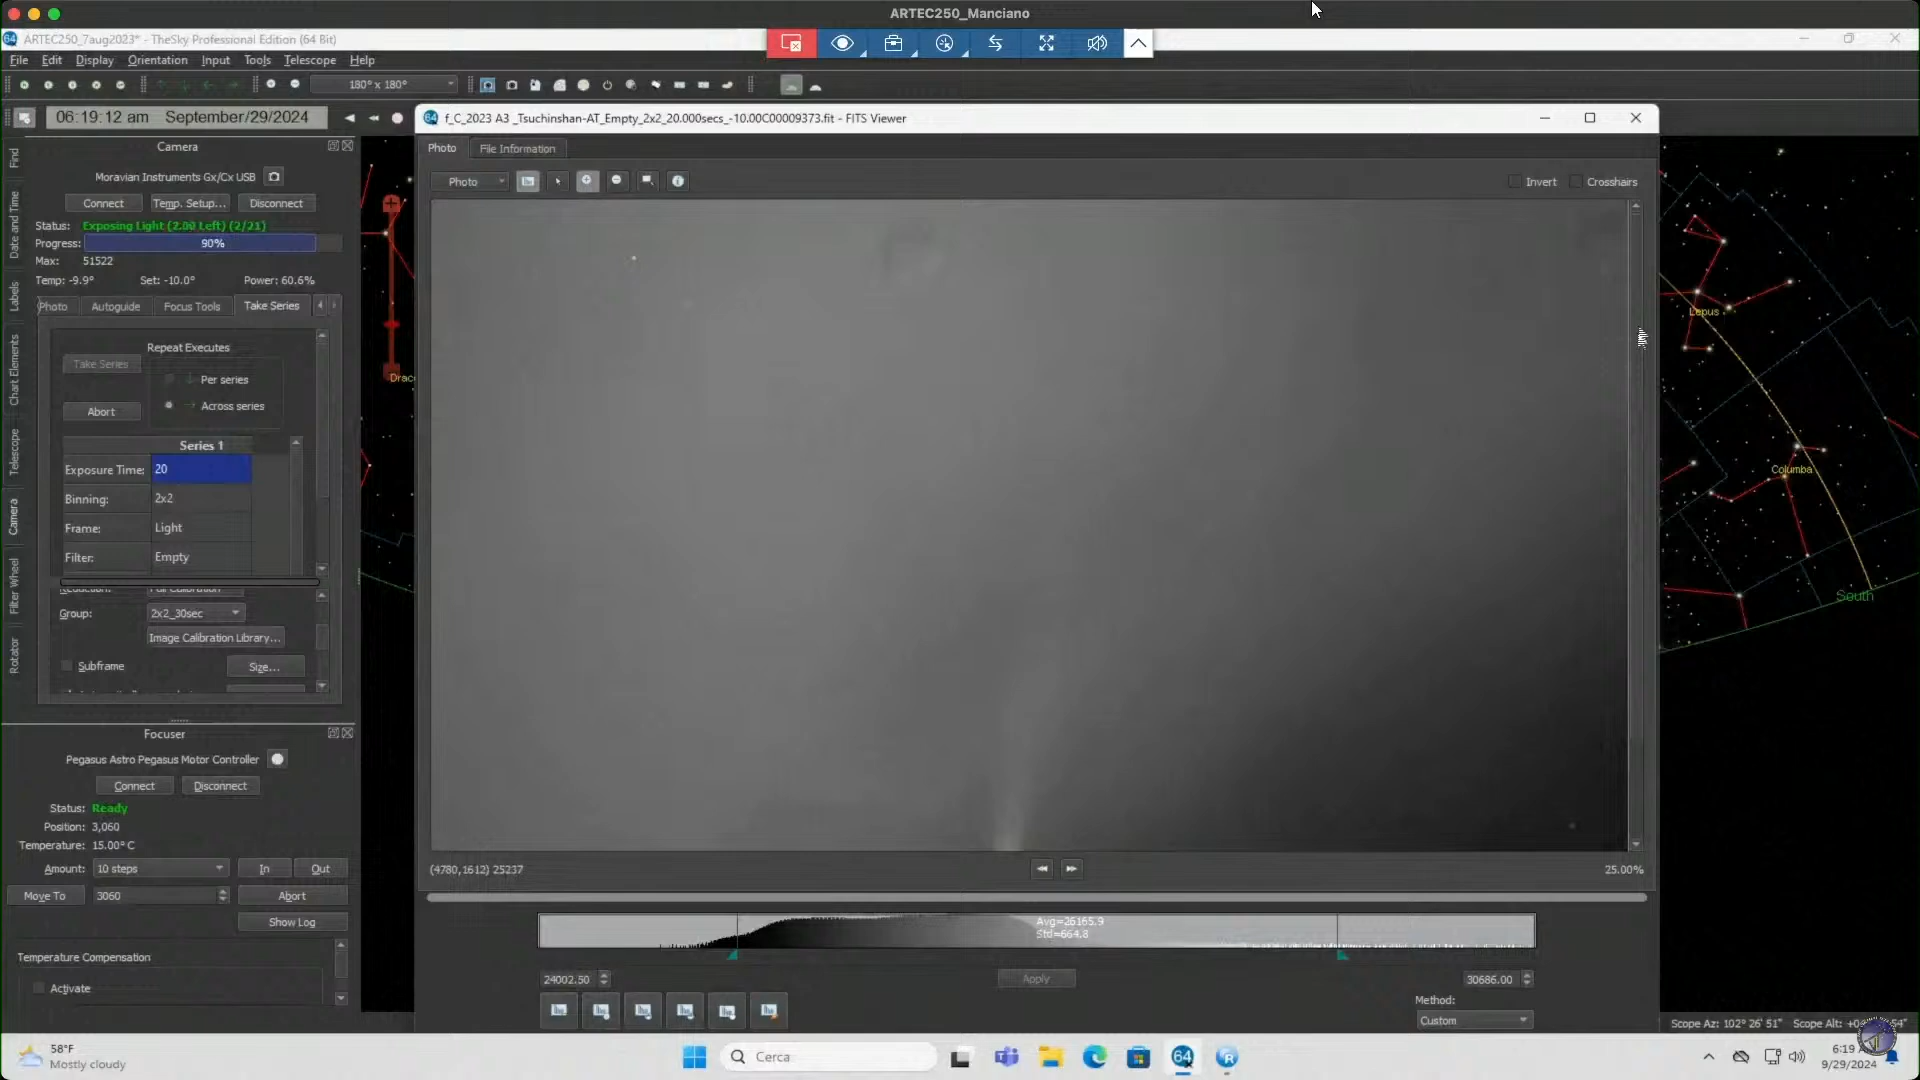 ARTEC250_Manciano
ARTEC250_7aug2023* - TheSky Professional Edition (64 Bit)
File Edit Display Orientation Input Tools Telescope Help
180° x 180°
06:19:12 am September/29/2024
f_C_2023 A3 _Tsuchinshan-AT_Empty_2x2_20.000secs_-10.00C00009373.fit - FITS Viewer
Photo File Information
Photo
Invert Crosshairs
Find
Date and Time
Labels
Chart Elements
Telescope
Camera
Filter Wheel
Rotator
Camera
Moravian Instruments Gx/Cx USB
Connect Temp. Setup... Disconnect
Status: Exposing Light (2.00 Left) (2/21)
Progress: 90%
Max: 51522
Temp: -9.9° Set: -10.0° Power: 60.6%
Photo Autoguide Focus Tools Take Series
Repeat Executes
Take Series
Per series
Abort
Across series
Series 1
Exposure Time: 20
Binning: 2x2
Frame: Light
Filter: Empty
Group: 2x2_30sec
Image Calibration Library...
Subframe Size...
Focuser
Pegasus Astro Pegasus Motor Controller
Connect Disconnect
Status: Ready
Position: 3,060
Temperature: 15.00° C
Amount: 10 steps In Out
Move To 3060 Abort
Show Log
Temperature Compensation
Activate
Lepus
Columba
South
(4780,1612) 25237
25.00%
Avg=26165.9
Std=664.8
24002.50
Apply
30686.00
Method:
Custom
Scope Az: 102° 26' 51" Scope Alt:
58°F
Mostly cloudy
Cerca
9/29/2024